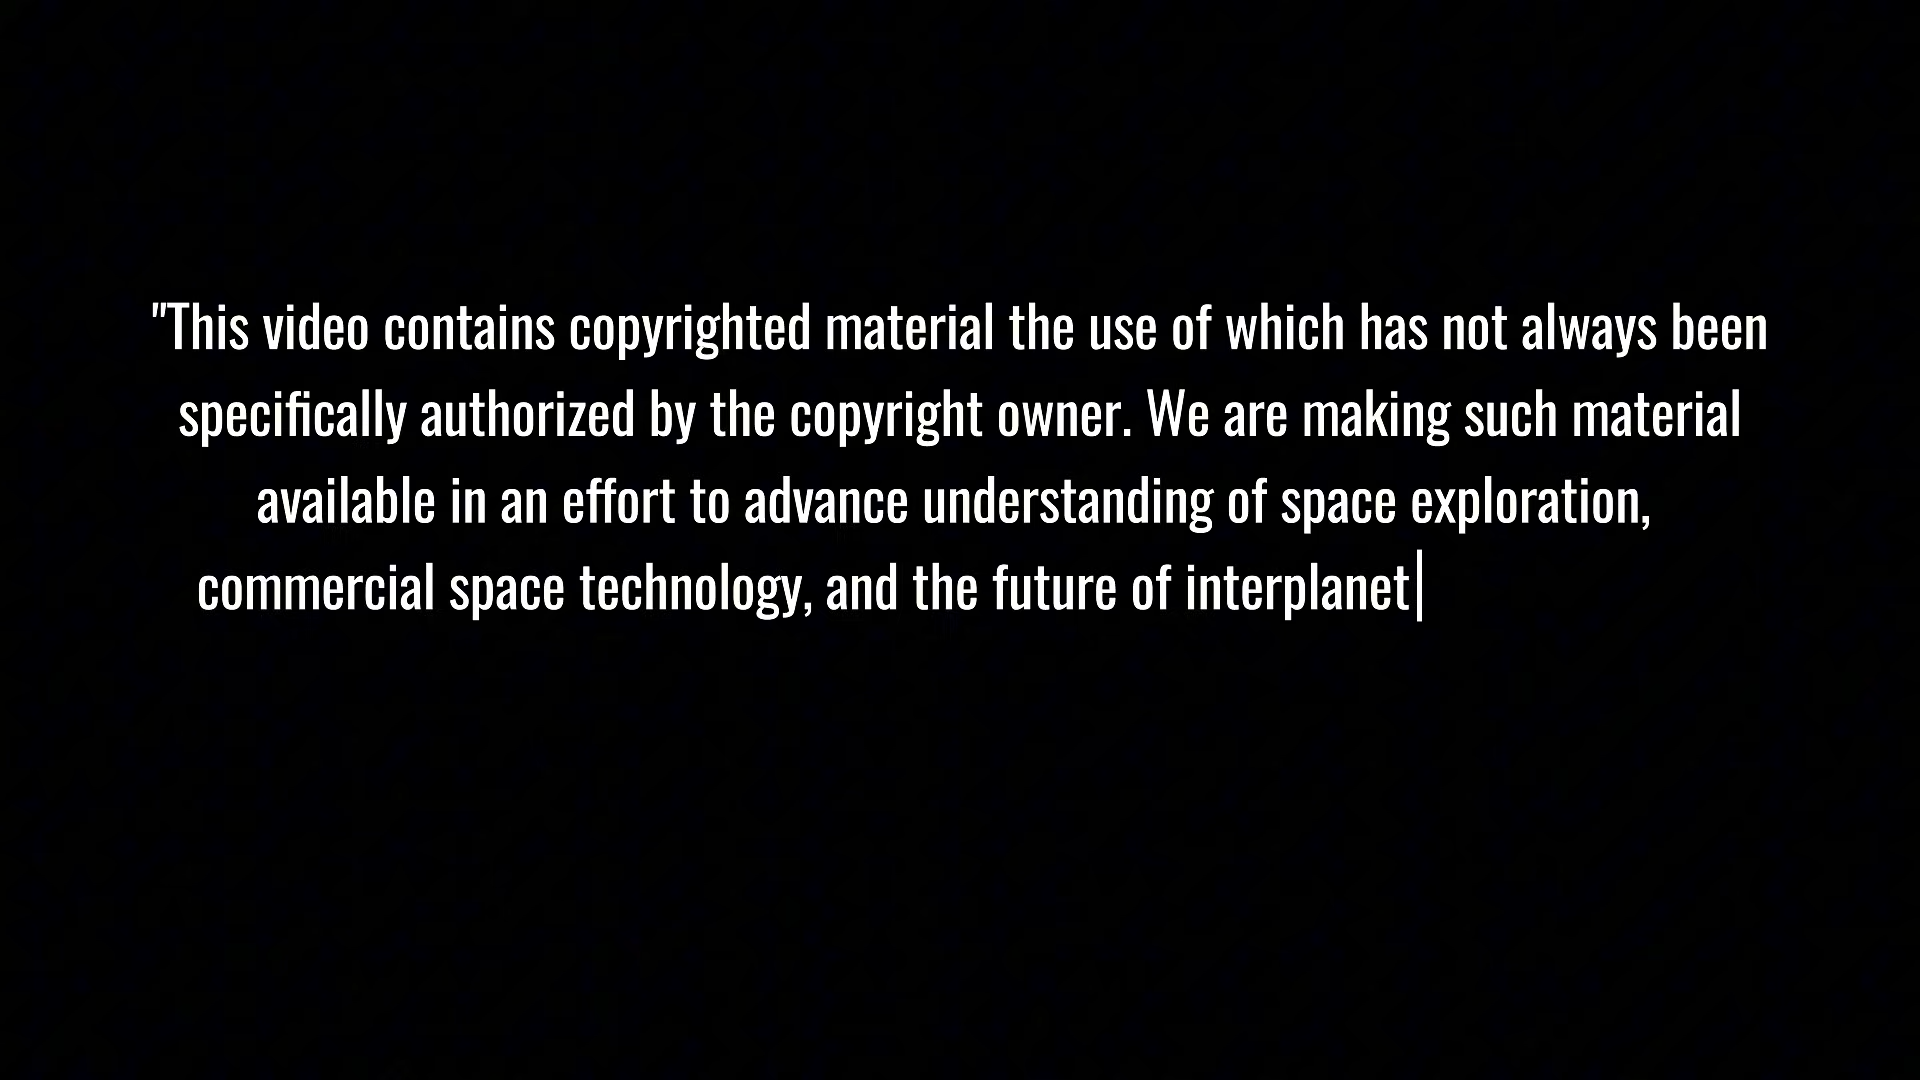 "This video contains copyrighted material the use of which has not always been
specifically authorized by the copyright owner. We are making such material
available in an effort to advance understanding of space exploration,
commercial space technology, and the future of interplanet